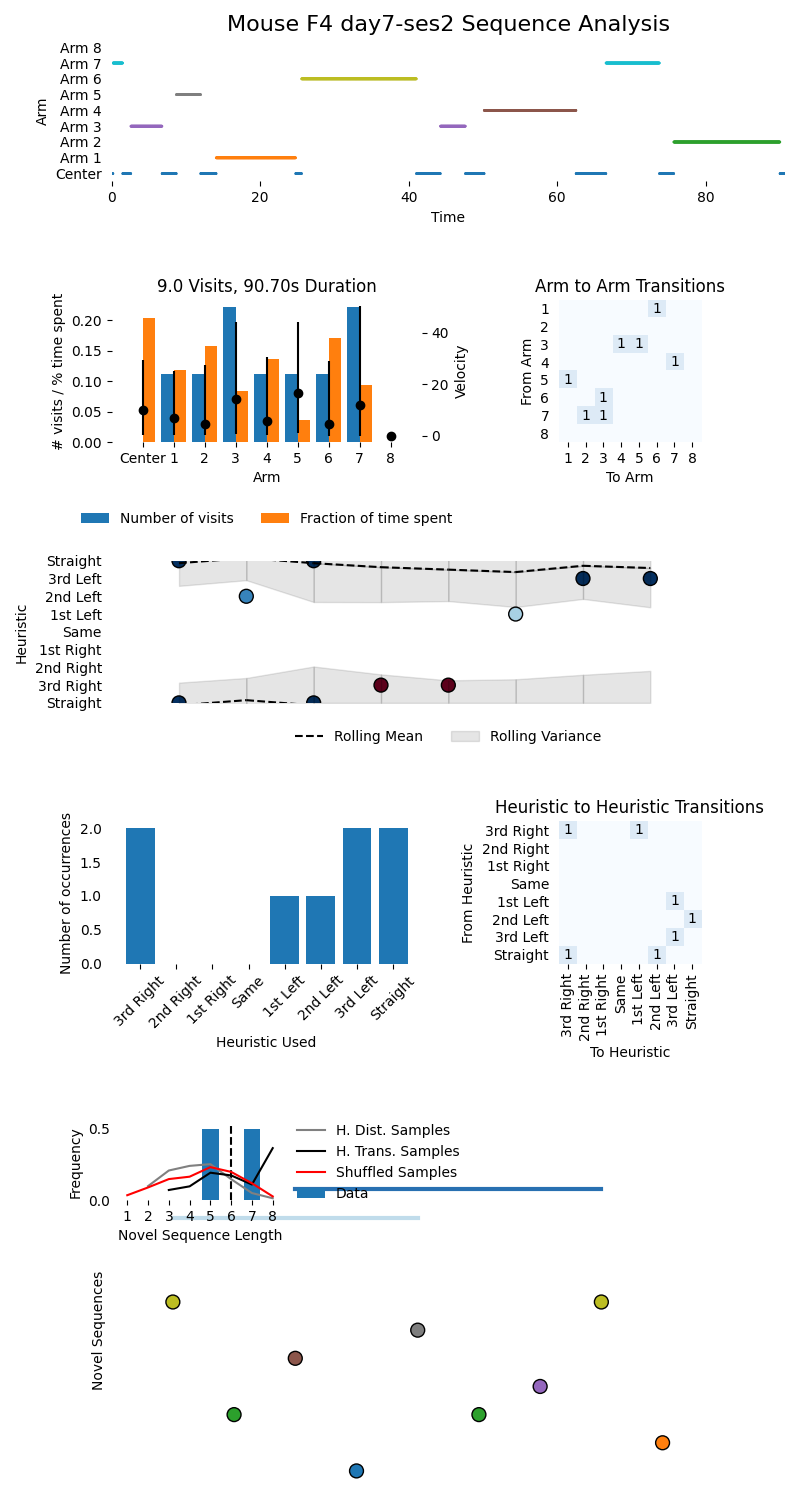 Mouse F4 day7-ses2 Sequence Analysis
Arm
Arm 8
Arm 7
Arm 6
Arm 5
Arm 4
Arm 3
Arm 2
Arm 1
Center
0 20 40 60 80
Time
9.0 Visits, 90.70s Duration
# visits / % time spent
0.20
0.15
0.10
0.05
0.00
40
20
0
Velocity
Center 1 2 3 4 5 6 7 8
Arm
Number of visits Fraction of time spent
Arm to Arm Transitions
From Arm
1 1
2
3 1 1
4 1
5 1
6 1
7 1 1
8
1 2 3 4 5 6 7 8
To Arm
Heuristic
Straight
3rd Left
2nd Left
1st Left
Same
1st Right
2nd Right
3rd Right
Straight
Rolling Mean Rolling Variance
Number of occurrences
2.0
1.5
1.0
0.5
0.0
3rd Right 2nd Right 1st Right Same 1st Left 2nd Left 3rd Left Straight
Heuristic Used
Heuristic to Heuristic Transitions
From Heuristic
3rd Right 1 1
2nd Right
1st Right
Same
1st Left 1
2nd Left 1
3rd Left 1
Straight 1 1
3rd Right 2nd Right 1st Right Same 1st Left 2nd Left 3rd Left Straight
To Heuristic
Frequency
0.5
0.0
1 2 3 4 5 6 7 8
Novel Sequence Length
H. Dist. Samples
H. Trans. Samples
Shuffled Samples
Data
Novel Sequences